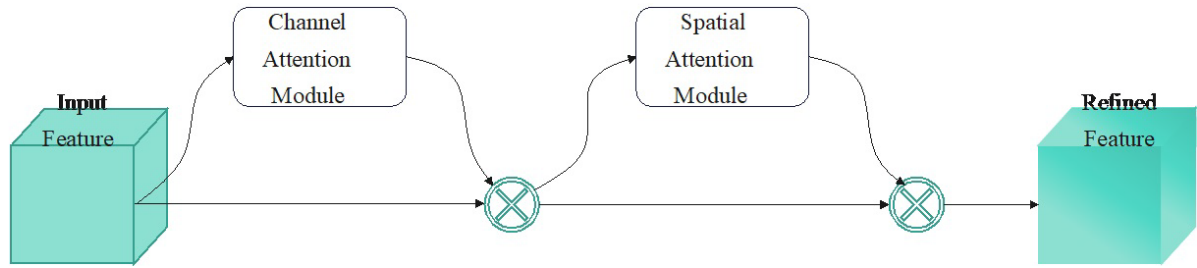 Channel
Attention
Module
Spatial
Attention
Module
Input
Feature
Refined
Feature